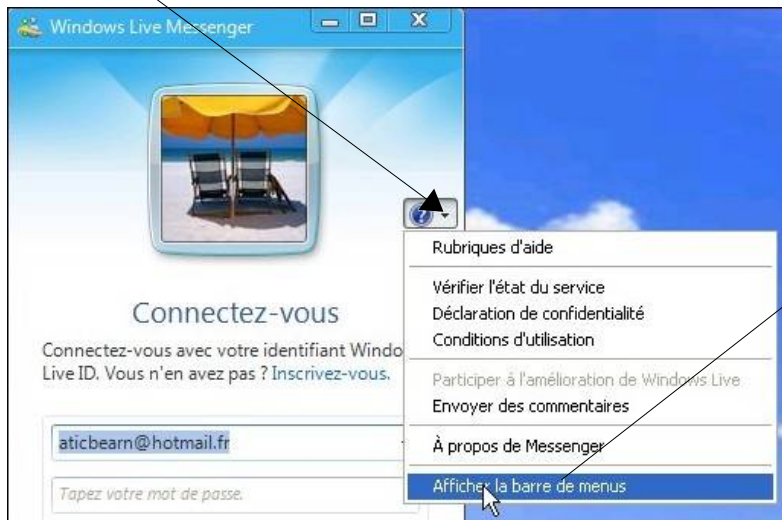 Windows Live Messenger
Connectez-vous
Connectez-vous avec votre identifiant Windo
Live ID. Vous n'en avez pas ? Inscrivez-vous.
aticbearn@hotmail.fr
Tapez votre mot de passe.
?
Rubriques d'aide
Vérifier l'état du service
Déclaration de confidentialité
Conditions d'utilisation
Participer à l'amélioration de Windows Live
Envoyer des commentaires
À propos de Messenger
Afficher la barre de menus